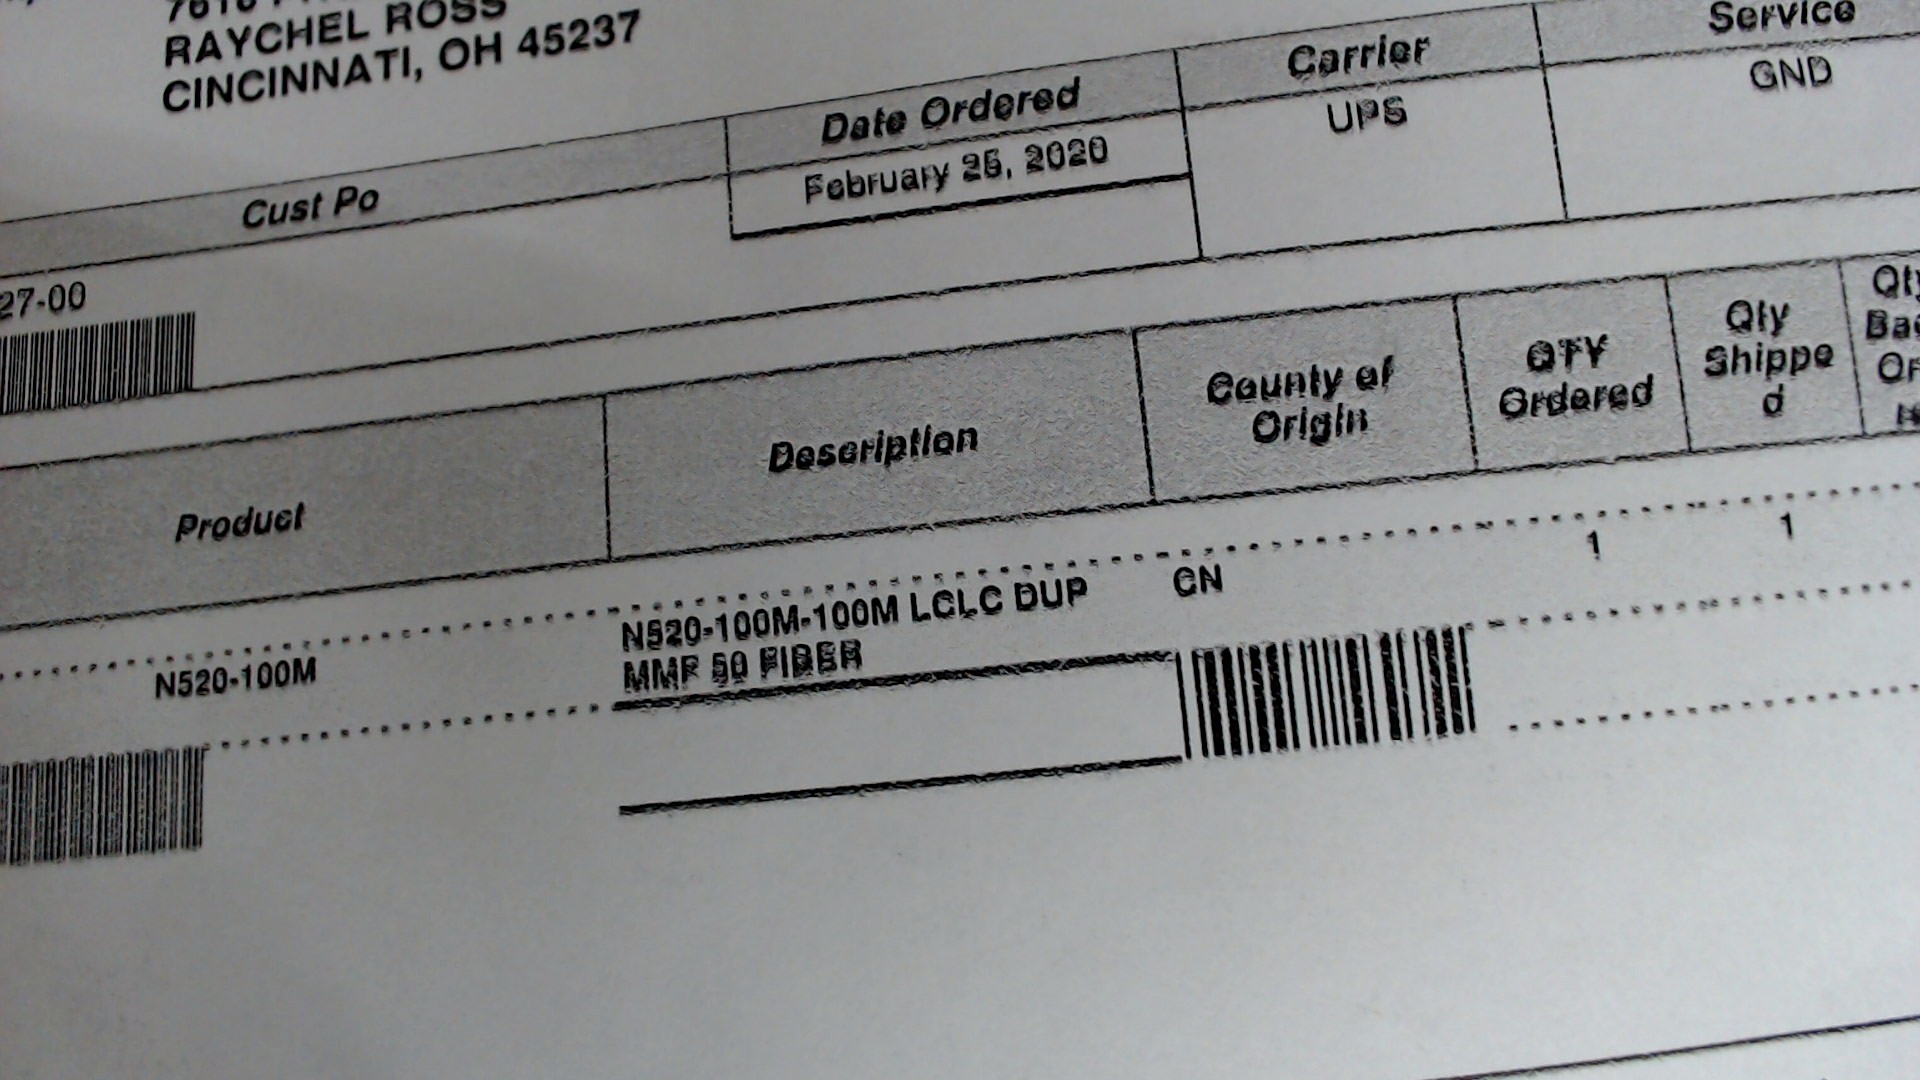 RAYCHEL ROSS
CINCINNATI, OH 45237
Cust Po
Date Ordered
Carrier
Service
27-00
February 25, 2020
UPS
GND
Product
Description
County of
Origin
QTY
Ordered
Qty
Shippe
d
N520-100M
N520-100M-100M LCLC DUP
MMF 50 FIBER
CN
1
1